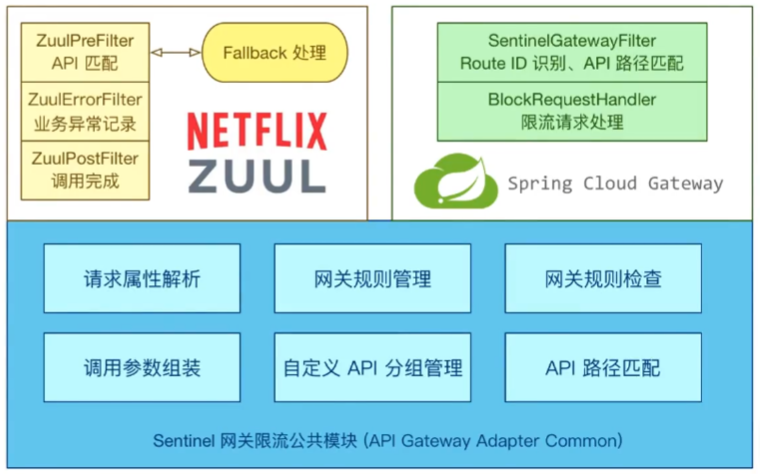 ZuulPreFilter
API 匹配
Fallback 处理
ZuulErrorFilter
业务异常记录
ZuulPostFilter
调用完成
NETFLIX
ZUUL
SentinelGatewayFilter
Route ID 识别、API 路径匹配
BlockRequestHandler
限流请求处理
Spring Cloud Gateway
请求属性解析
网关规则管理
网关规则检查
调用参数组装
自定义 API 分组管理
API 路径匹配
Sentinel 网关限流公共模块 (API Gateway Adapter Common)